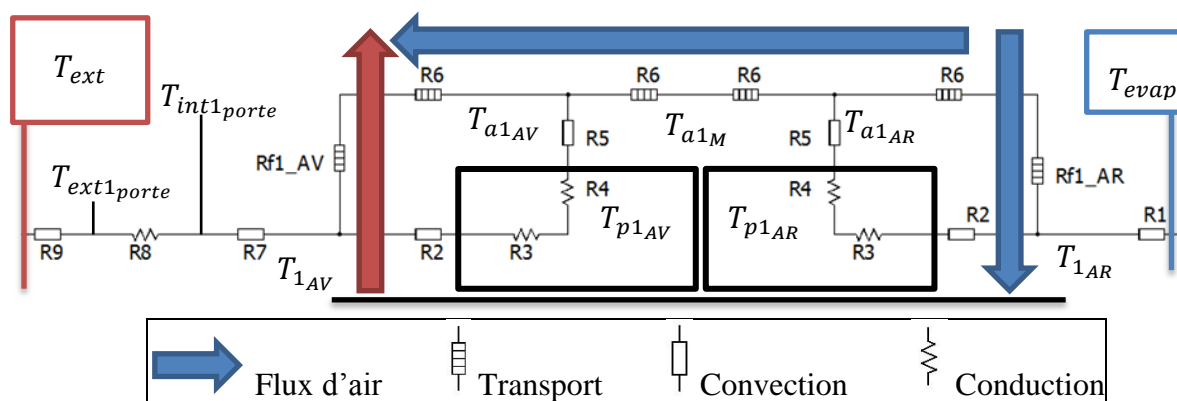 R6 R6 R6 R6
T_ext T_int1_porte T_evap
T_a1_AV T_a1_M T_a1_AR
Rf1_AV R5 R5 Rf1_AR
T_ext1_porte
R4 R4
T_p1_AV T_p1_AR
R2 R2 R1
R9 R8 R7 R3 R3
T_1_AV T_1_AR
Flux d'air Transport Convection Conduction